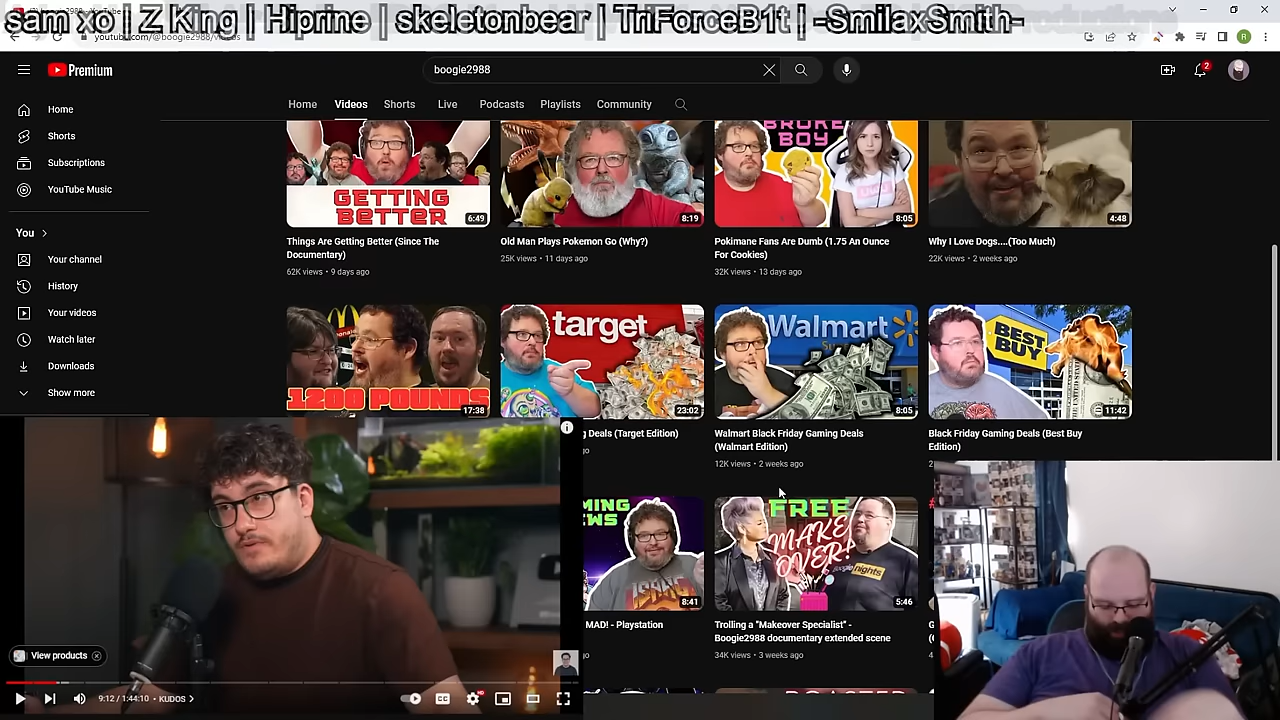 sam xo | Z King | Hiprine | skeletonbear | TriForceB1t | -SmilaxSmith-
Premium
boogie2988
2
R
Home
Videos
Shorts
Live
Podcasts
Playlists
Community
Home
Shorts
Subscriptions
YouTube Music
You
Your channel
History
Your videos
Watch later
Downloads
Show more
GETTING
BETTER
6:49
Things Are Getting Better (Since The
Documentary)
62K views • 9 days ago
8:19
Old Man Plays Pokemon Go (Why?)
25K views • 11 days ago
BROKE
BOY
8:05
Pokimane Fans Are Dumb (1.75 An Ounce
For Cookies)
32K views • 13 days ago
4:48
Why I Love Dogs....(Too Much)
22K views • 2 weeks ago
1200 POUNDS
17:38
target
23:02
g Deals (Target Edition)
Walmart
8:05
Walmart Black Friday Gaming Deals
(Walmart Edition)
12K views • 2 weeks ago
BEST
BUY
11:42
Black Friday Gaming Deals (Best Buy
Edition)
8:41
MAD! - Playstation
FREE
MAKE
OVER!
nights
5:46
Trolling a "Makeover Specialist" -
Boogie2988 documentary extended scene
34K views • 3 weeks ago
View products
9:12 / 1:44:10 • KUDOS >
CC
HD